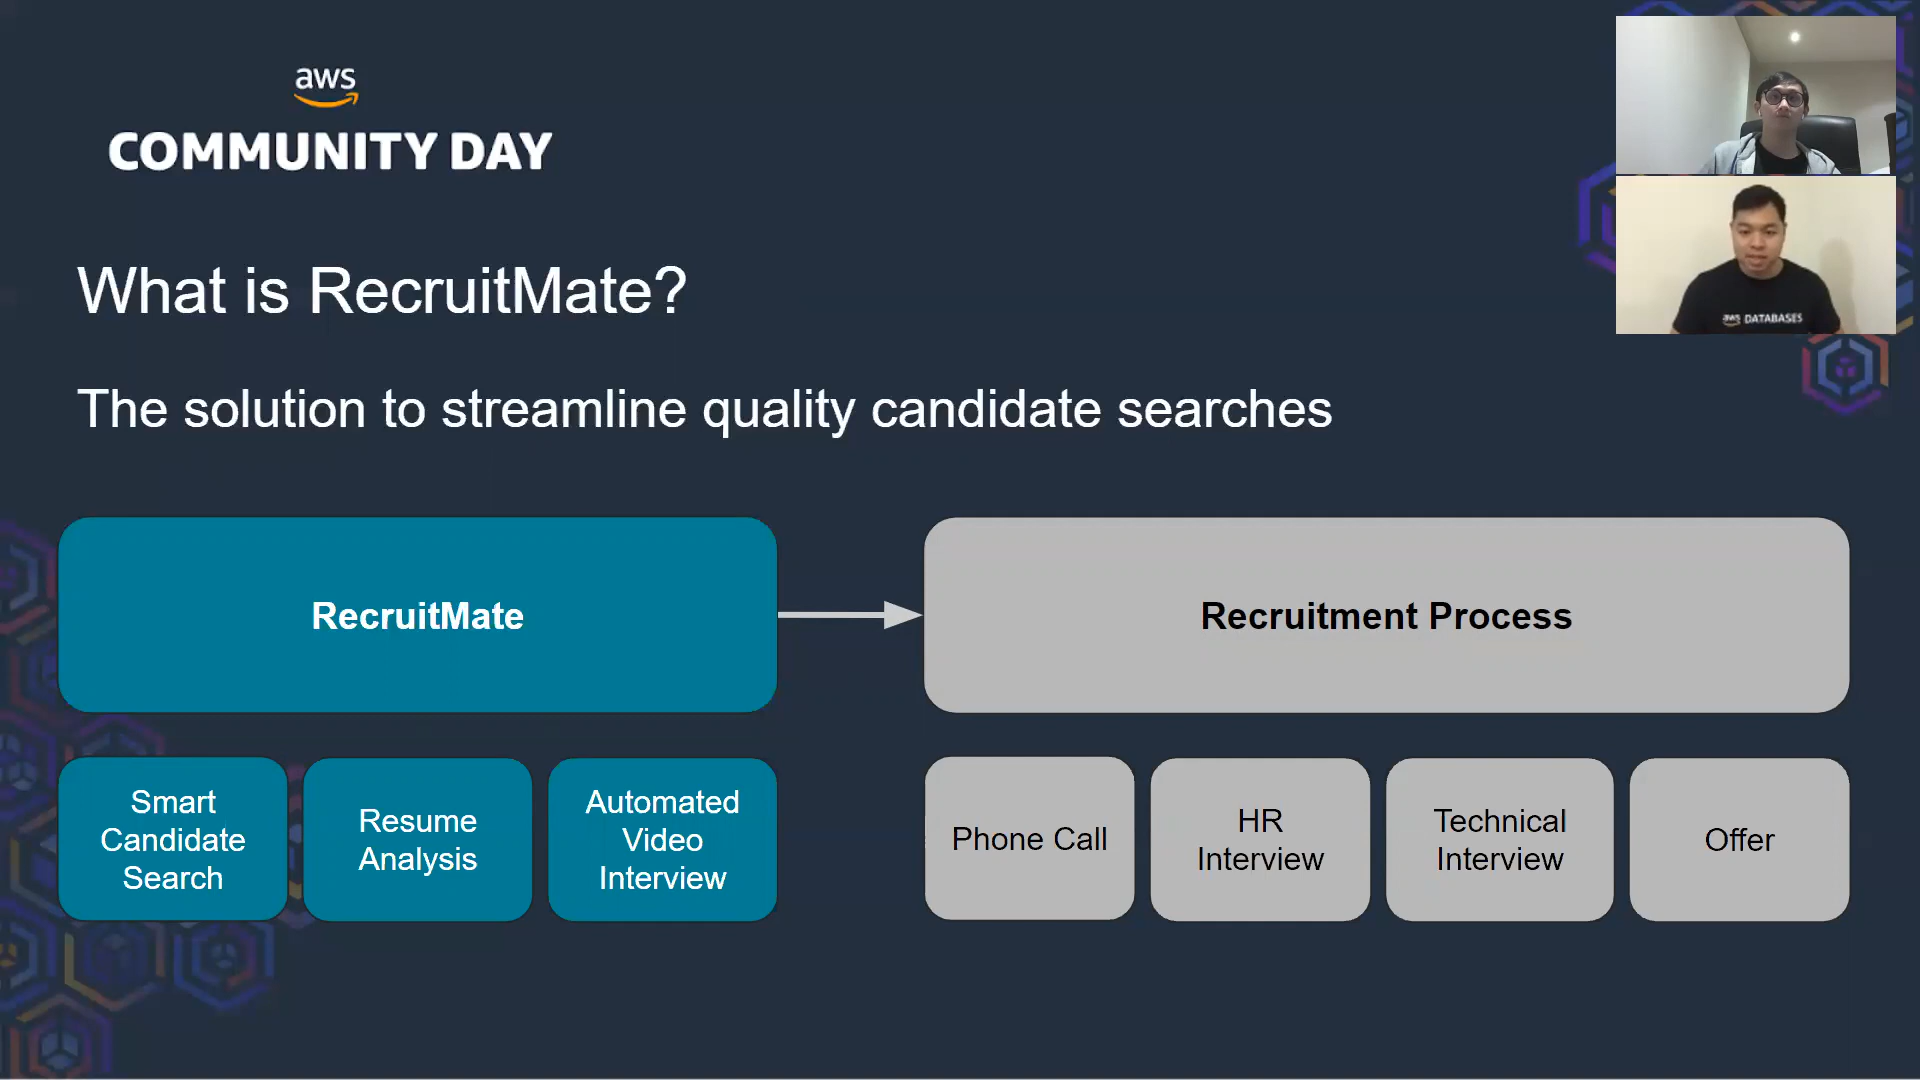 aws
COMMUNITY DAY
aws DATABASES
What is RecruitMate?
The solution to streamline quality candidate searches
RecruitMate
Recruitment Process
Smart
Candidate
Search
Resume
Analysis
Automated
Video
Interview
Phone Call
HR
Interview
Technical
Interview
Offer